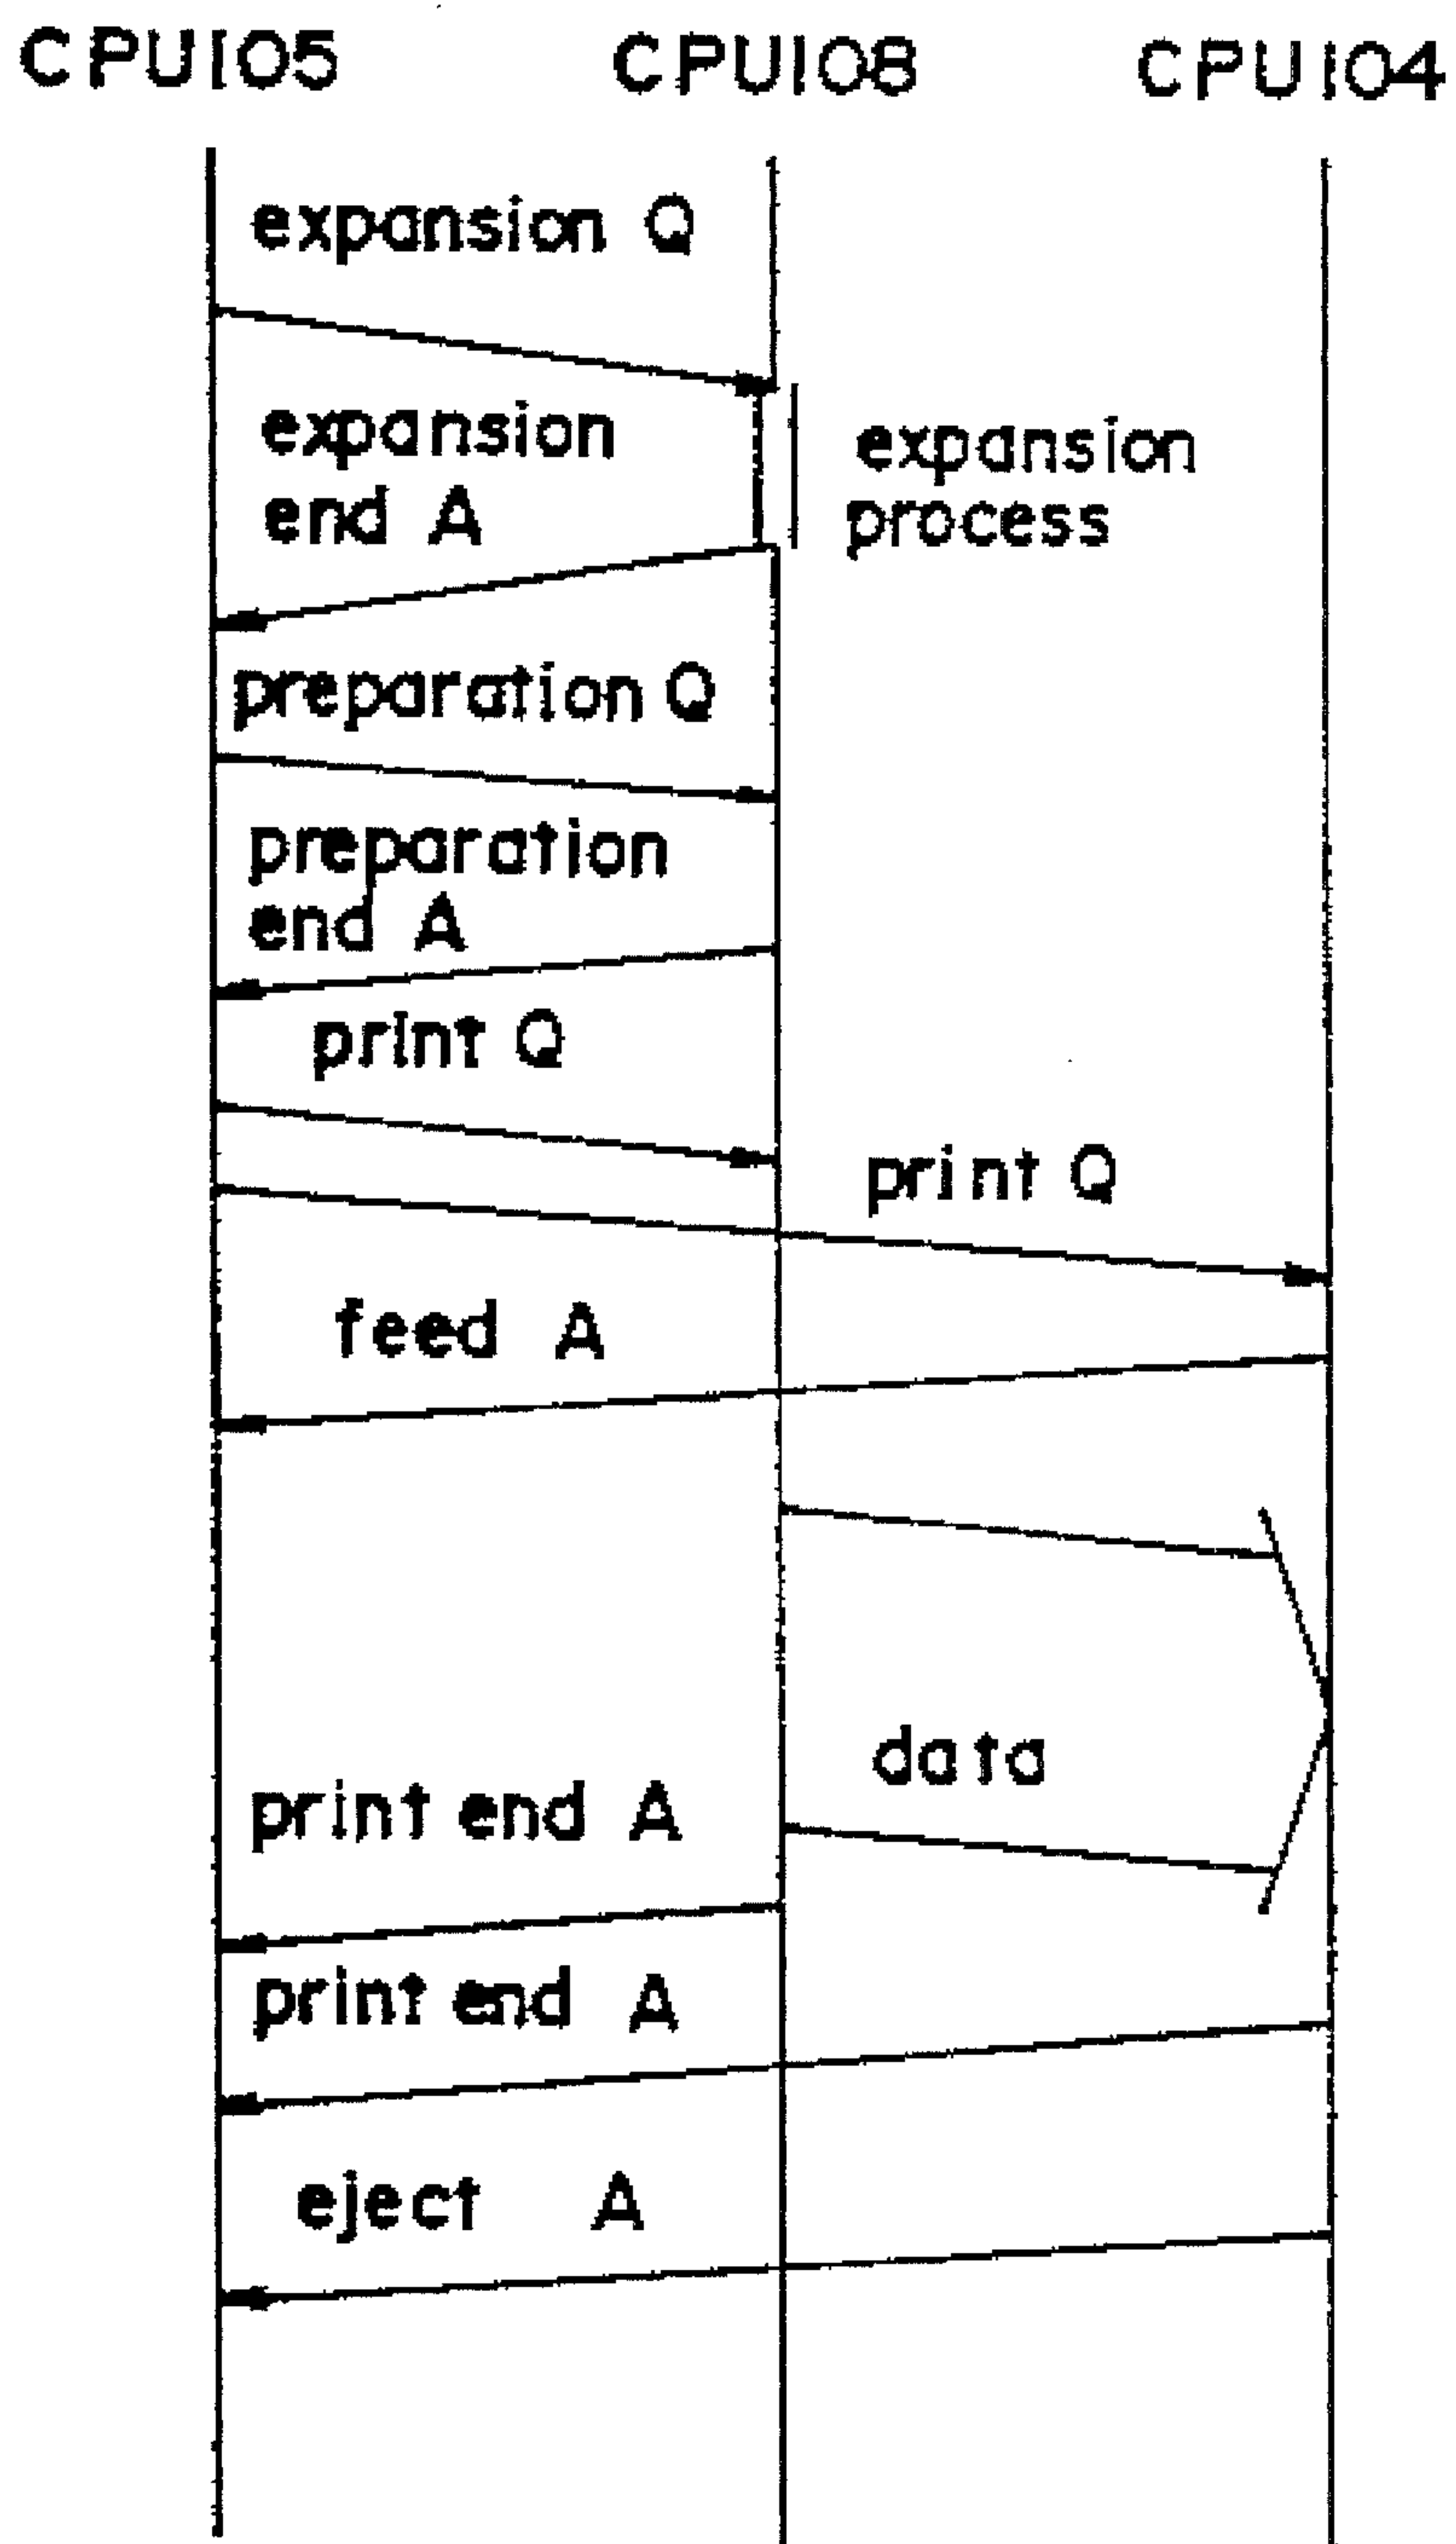 CPU105 CPU108 CPU104
expansion Q
expansion
end A
expansion
process
preparation Q
preparation
end A
print Q
print Q
feed A
data
print end A
print end A
eject A